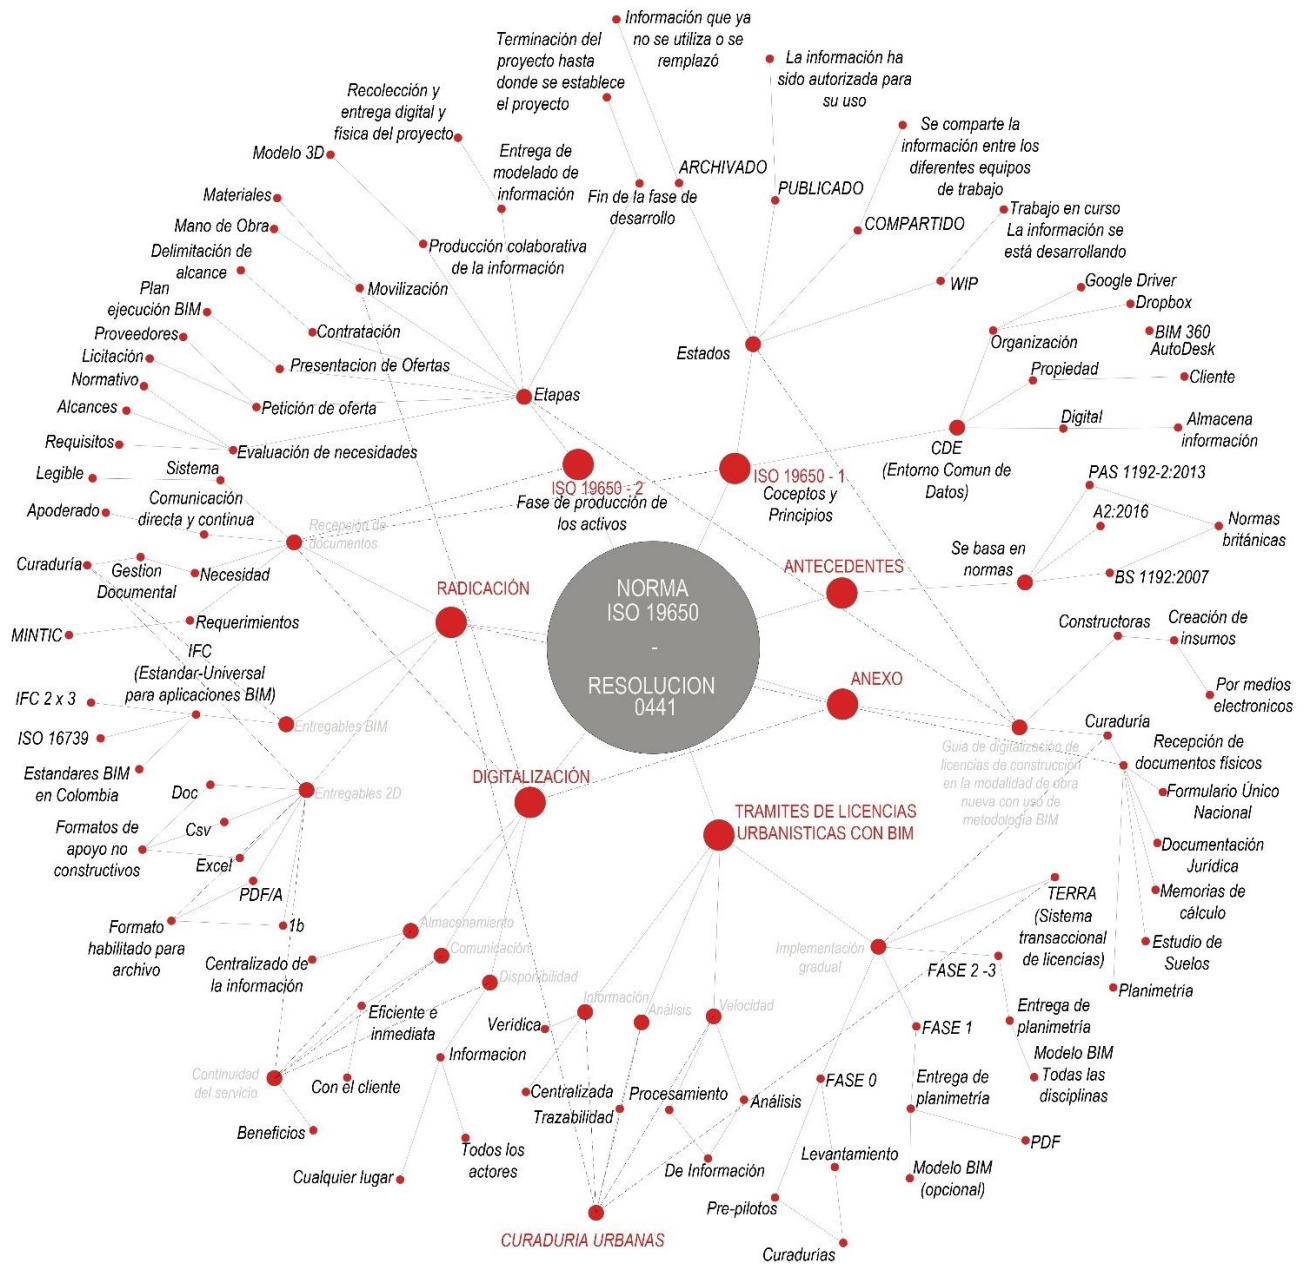 Información que ya
no se utiliza o se
remplazó
Terminación del
proyecto hasta
donde se establece
el proyecto
La información ha
sido autorizada para
su uso
Recolección y
entrega digital y
física del proyecto
Se comparte la
información entre los
diferentes equipos
de trabajo
Modelo 3D
Entrega de
modelado de
información
ARCHIVADO
PUBLICADO
Fin de la fase de
desarrollo
Materiales
Mano de Obra
COMPARTIDO
Trabajo en curso
La información se
está desarrollando
Delimitación de
alcance
Producción colaborativa
de la información
WIP
Google Driver
Dropbox
Plan
ejecución BIM
Movilización
BIM 360
AutoDesk
Organización
Proveedores
Contratación
Estados
Licitación
Presentacion de Ofertas
Propiedad
Cliente
Normativo
Etapas
Alcances
Petición de oferta
Digital
Almacena
información
Requisitos
Evaluación de necesidades
CDE
(Entorno Comun de
Datos)
Legible
Sistema
ISO 19650 - 2
Fase de producción de
los activos
ISO 19650 - 1
Coceptos y
Principios
PAS 1192-2:2013
Apoderado
Comunicación
directa y continua
Recepción de
documentos
A2:2016
Normas
británicas
Se basa en
normas
BS 1192:2007
Curaduría
Gestion
Documental
Necesidad
RADICACIÓN
NORMA
ISO 19650
-
RESOLUCION
0441
ANTECEDENTES
MINTIC
Requerimientos
Constructoras
Creación de
insumos
Por medios
electronicos
IFC
(Estandar-Universal
para aplicaciones BIM)
ANEXO
IFC 2 x 3
Entregables BIM
Guia de digitalización de
licencias de construcción
en la modalidad de obra
nueva con uso de
metodología BIM
Curaduría
Recepción de
documentos físicos
ISO 16739
Estandares BIM
en Colombia
DIGITALIZACIÓN
Formulario Único
Nacional
Doc
Entregables 2D
TRAMITES DE LICENCIAS
URBANISTICAS CON BIM
Csv
Formatos de
apoyo no
constructivos
Documentación
Jurídica
Excel
PDF/A
Memorias de
cálculo
TERRA
(Sistema
transaccional
de licencias)
Formato
habilitado para
archivo
1b
Almacenamiento
Implementación
gradual
Estudio de
Suelos
Centralizado de
la información
Comunicación
FASE 2 -3
Disponibilidad
Planimetria
Información
Análisis
Velocidad
Eficiente e
inmediata
Veridica
FASE 1
Entrega de
planimetría
Informacion
Continuidad
del servicio
Con el cliente
FASE 0
Modelo BIM
Todas las
disciplinas
Centralizada
Trazabilidad
Procesamiento
Análisis
Entrega de
planimetría
Beneficios
Todos los
actores
PDF
Cualquier lugar
De Información
Levantamiento
Modelo BIM
(opcional)
Pre-pilotos
CURADURIA URBANAS
Curadurías